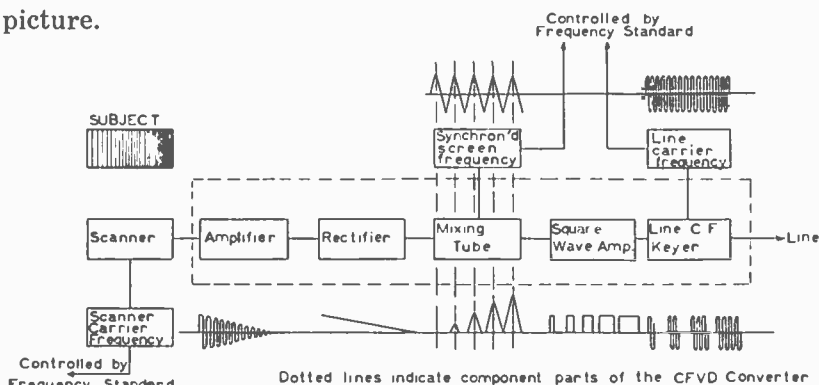 picture.
Controlled by
Frequency Standard
SUBJECT
Synchron'd
screen
frequency
Line
carrier
frequency
Scanner
Amplifier
Rectifier
Mixing
Tube
Square
Wave Amp.
Line C F
Keyer
Line
Scanner
Carrier
Frequency
Controlled by
Frequency Standard
Dotted lines indicate component parts of the CFVD Converter